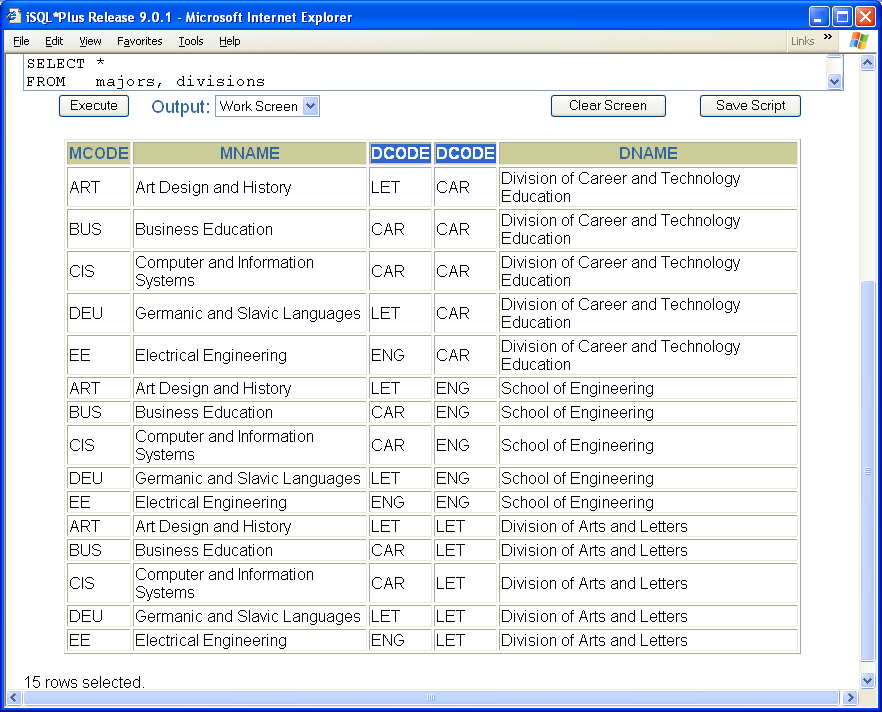 iSQL*Plus Release 9.0.1 - Microsoft Internet Explorer
File Edit View Favorites Tools Help Links »
SELECT *
FROM   majors, divisions
Execute Output: Work Screen Clear Screen Save Script
MCODE MNAME DCODE DCODE DNAME
ART Art Design and History LET CAR Division of Career and Technology
Education
BUS Business Education CAR CAR Division of Career and Technology
Education
CIS Computer and Information
Systems CAR CAR Division of Career and Technology
Education
DEU Germanic and Slavic Languages LET CAR Division of Career and Technology
Education
EE Electrical Engineering ENG CAR Division of Career and Technology
Education
ART Art Design and History LET ENG School of Engineering
BUS Business Education CAR ENG School of Engineering
CIS Computer and Information
Systems CAR ENG School of Engineering
DEU Germanic and Slavic Languages LET ENG School of Engineering
EE Electrical Engineering ENG ENG School of Engineering
ART Art Design and History LET LET Division of Arts and Letters
BUS Business Education CAR LET Division of Arts and Letters
CIS Computer and Information
Systems CAR LET Division of Arts and Letters
DEU Germanic and Slavic Languages LET LET Division of Arts and Letters
EE Electrical Engineering ENG LET Division of Arts and Letters
15 rows selected.